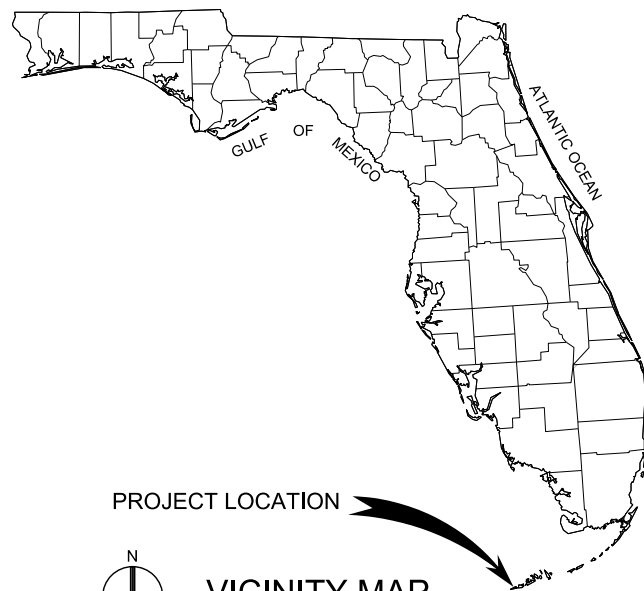 GULF OF MEXICO
ATLANTIC OCEAN
PROJECT LOCATION
N
VICINITY MAP